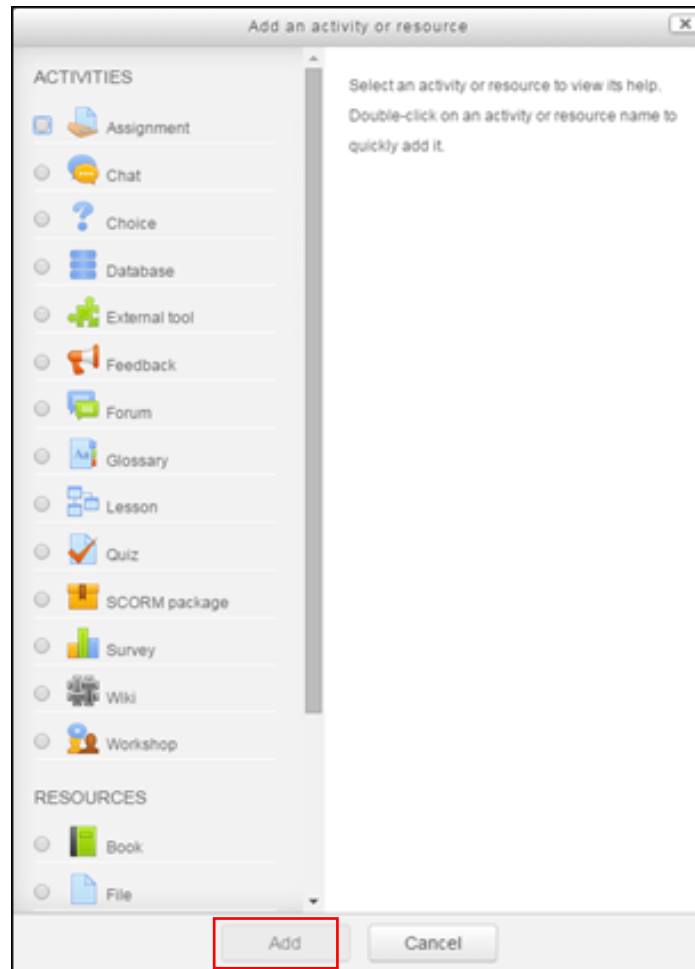 Add an activity or resource
ACTIVITIES
Assignment
Chat
Choice
Database
External tool
Feedback
Forum
Glossary
Lesson
Quiz
SCORM package
Survey
Wiki
Workshop
RESOURCES
Book
File
Select an activity or resource to view its help.
Double-click on an activity or resource name to
quickly add it.
Add
Cancel